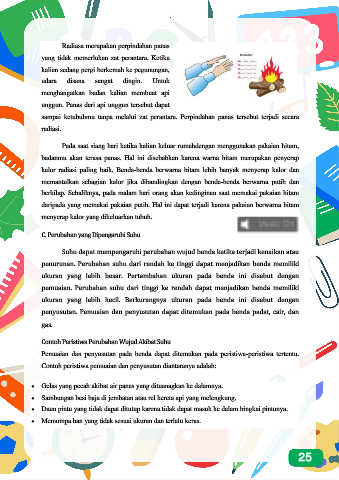 Radiasa merupakan perpindahan panas
yang tidak memerlukan zat perantara. Ketika
kalian sedang pergi berkemah ke pegunungan,
udara disana sangat dingin. Untuk
menghangatkan badan kalian membuat api
unggun. Panas dari api unggun tersebut dapat
sampai ketubuhmu tanpa melalui zat perantara. Perpindahan panas tersebut terjadi secara
radiasi.
Pada saat siang hari ketika kalian keluar rumahdengan menggunakan pakaian hitam,
badanmu akan terasa panas. Hal ini disebabkan karena warna hitam merupakan penyerap
kalor radiasi paling baik. Benda-benda berwarna hitam lebih banyak menyerap kalor dan
memantulkan sebagian kalor jika dibandingkan dengan benda-benda berwarna putih dan
berkilap. Sebaliknya, pada malam hari orang akan kedinginan saat memakai pakaian hitam
daripada yang memakai pakaian putih. Hal ini dapat terjadi karena pakaian berwarna hitam
menyerap kalor yang dikeluarkan tubuh.
C. Perubahan yang Dipengaruhi Suhu
Suhu dapat mempengaruhi perubahan wujud benda ketika terjadi kenaikan atau
penurunan. Perubahan suhu dari rendah ke tinggi dapat menjadikan benda memiliki
ukuran yang lebih besar. Pertambahan ukuran pada benda ini disebut dengan
pemuaian. Perubahan suhu dari tinggi ke rendah dapat menjadikan benda memiliki
ukuran yang lebih kecil. Berkurangnya ukuran pada benda ini disebut dengan
penyusutan. Pemuaian dan penyusutan dapat ditemukan pada benda padat, cair, dan
gas.
Contoh Peristiwa Perubahan Wujud Akibat Suhu
Pemuaian dan penyusutan pada benda dapat ditemukan pada peristiwa-peristiwa tertentu.
Contoh peristiwa pemuaian dan penyusutan diantaranya adalah:
• Gelas yang pecah akibat air panas yang dituangkan ke dalamnya.
• Sambungan besi baja di jembatan atau rel kereta api yang melengkung.
• Daun pintu yang tidak dapat ditutup karena tidak dapat masuk ke dalam bingkai pintunya.
• Memompa ban yang tidak sesuai ukuran dan terlalu keras.
25